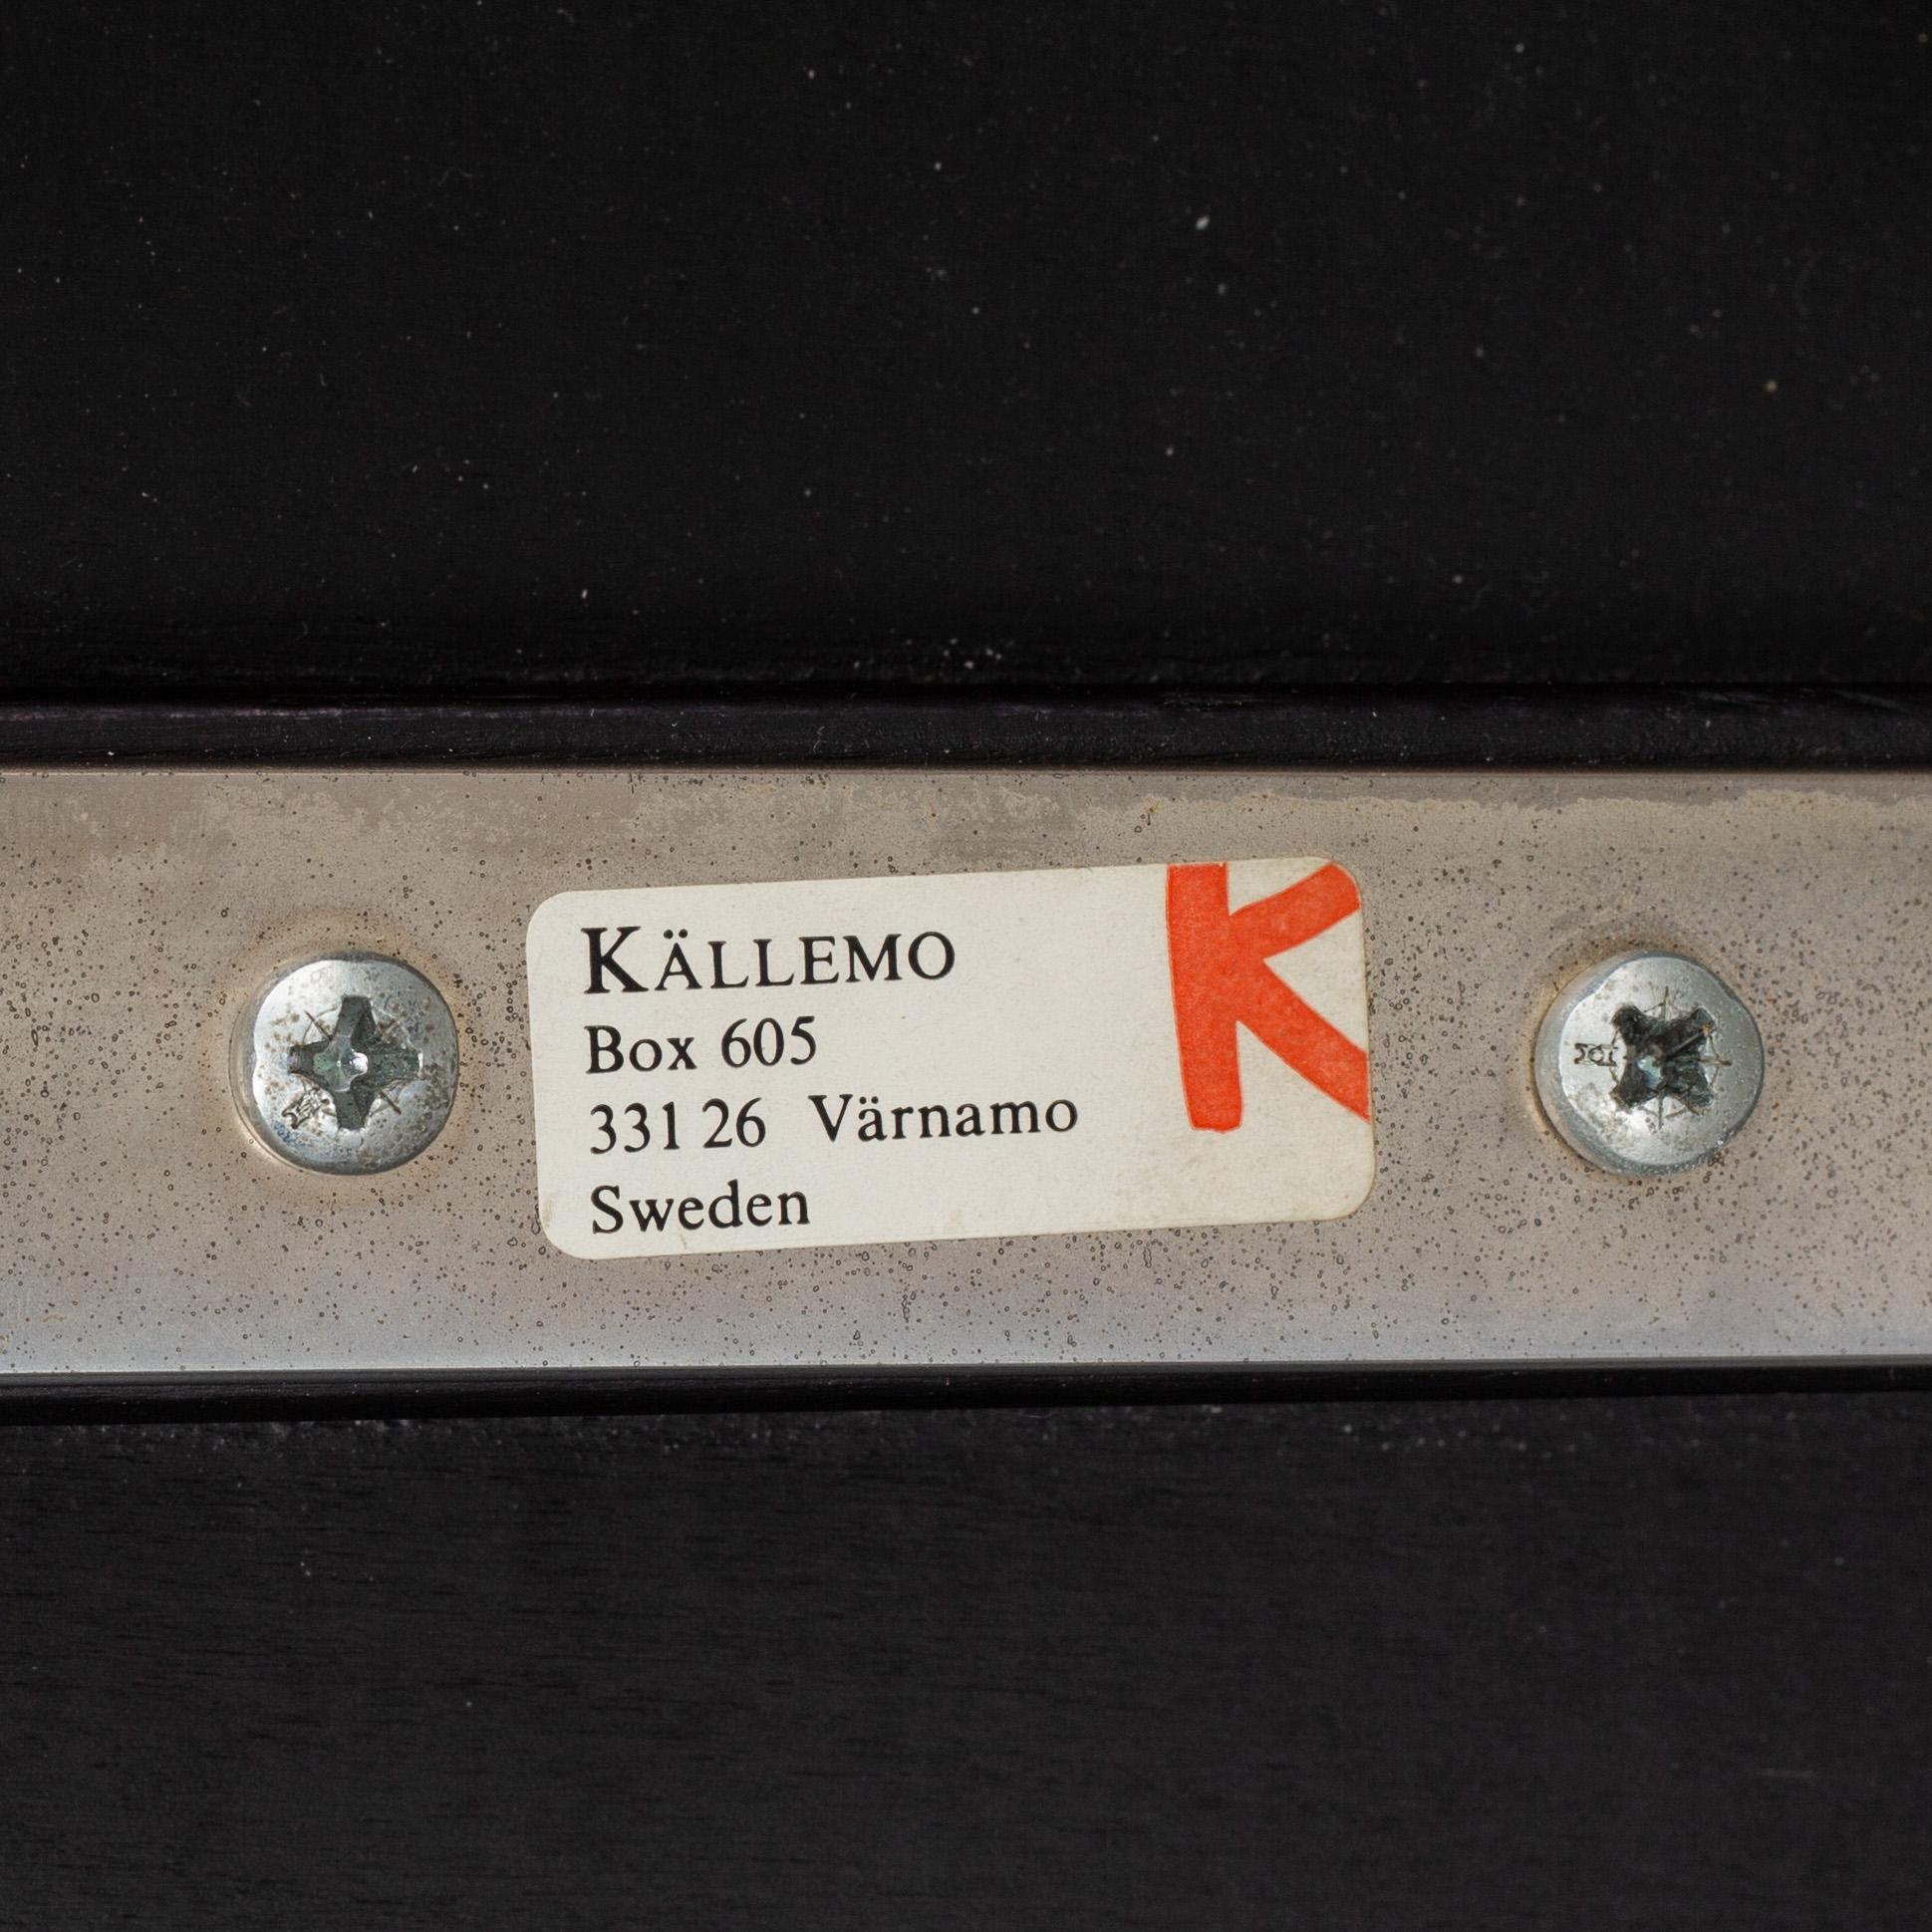 KÄLLEMO
Box 605
331 26 Värnamo
Sweden
K